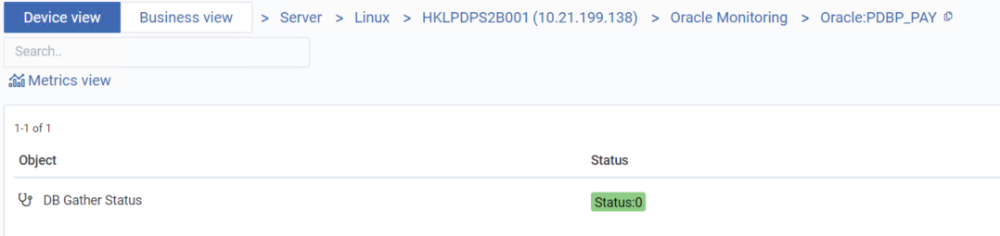 Device view Business view > Server > Linux > HKLPDPS2B001 (10.21.199.138) > Oracle Monitoring > Oracle:PDBP_PAY
Search..
Metrics view
1-1 of 1
Object Status
DB Gather Status Status:0